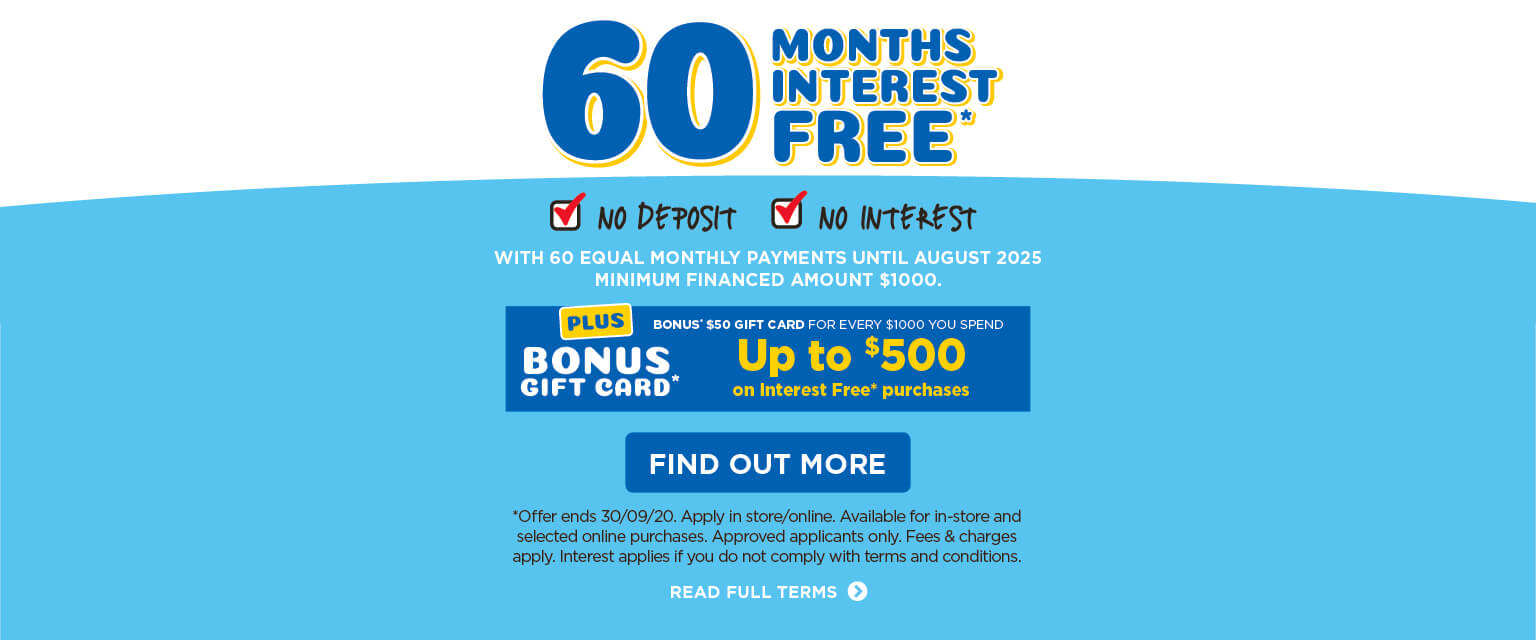 60 MONTHS
INTEREST
FREE*
NO DEPOSIT NO INTEREST
WITH 60 EQUAL MONTHLY PAYMENTS UNTIL AUGUST 2025
MINIMUM FINANCED AMOUNT $1000.
PLUS
BONUS
GIFT CARD*
BONUS* $50 GIFT CARD FOR EVERY $1000 YOU SPEND
Up to $500
on Interest Free* purchases
FIND OUT MORE
*Offer ends 30/09/20. Apply in store/online. Available for in-store and
selected online purchases. Approved applicants only. Fees & charges
apply. Interest applies if you do not comply with terms and conditions.
READ FULL TERMS